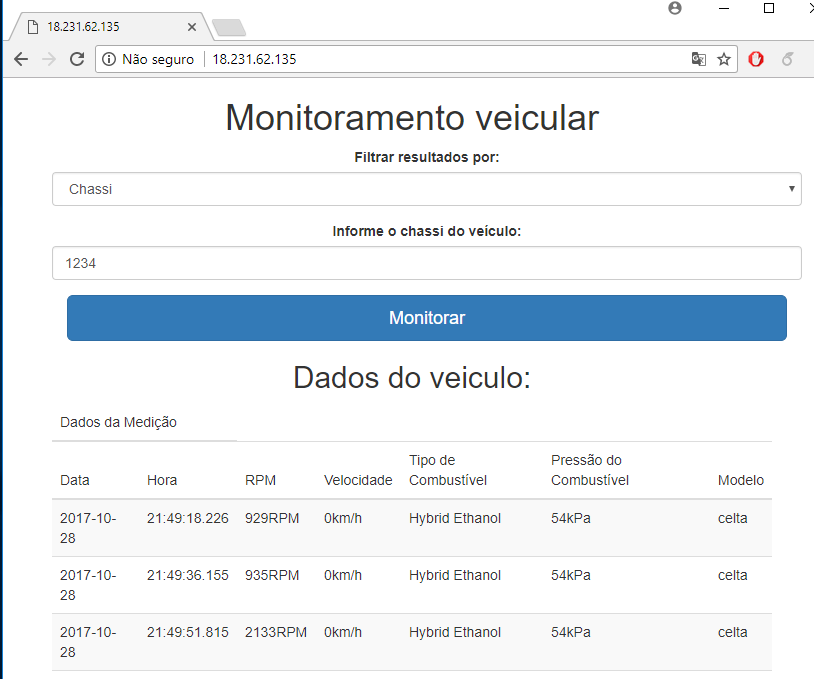 18.231.62.135
Não seguro
18.231.62.135
Monitoramento veicular
Filtrar resultados por:
Chassi
Informe o chassi do veículo:
1234
Monitorar
Dados do veiculo:
Dados da Medição
Data Hora RPM Velocidade Tipo de Combustível Pressão do Combustível Modelo
2017-10-28 21:49:18.226 929RPM 0km/h Hybrid Ethanol 54kPa celta
2017-10-28 21:49:36.155 935RPM 0km/h Hybrid Ethanol 54kPa celta
2017-10-28 21:49:51.815 2133RPM 0km/h Hybrid Ethanol 54kPa celta